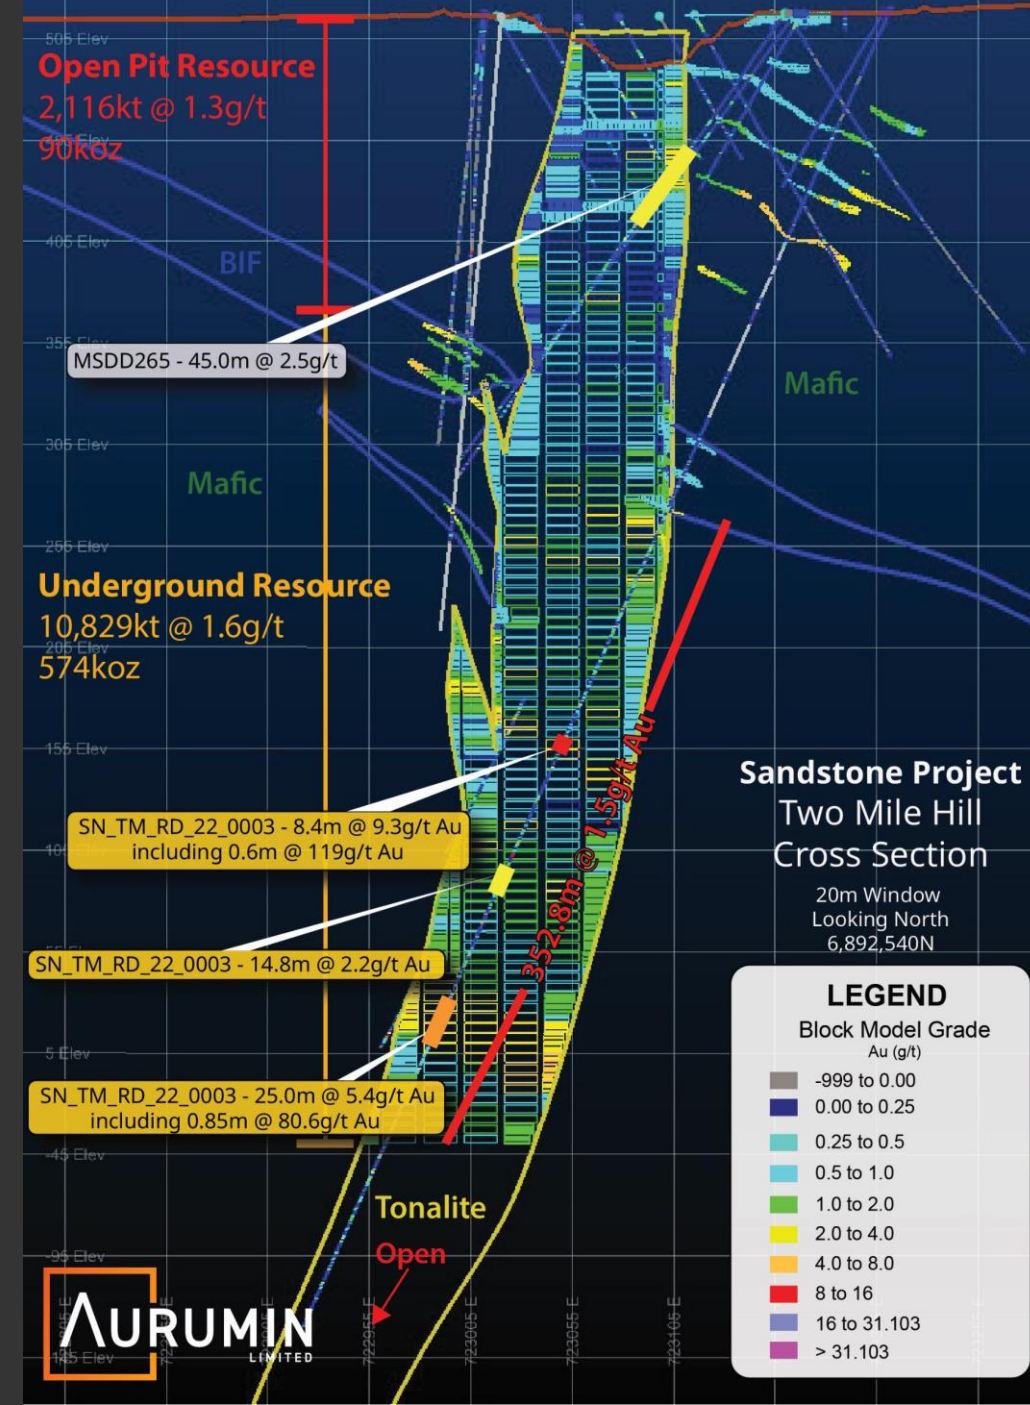 505 Elev
Open Pit Resource
2,116kt @ 1.3g/t
90koz
405 Elev
BIF
355 Elev
MSDD265 - 45.0m @ 2.5g/t
Mafic
305 Elev
Mafic
255 Elev
Underground Resource
10,829kt @ 1.6g/t
205 Elev
574koz
155 Elev
352.8m @ 1.5g/t Au
Sandstone Project
Two Mile Hill
Cross Section
20m Window
Looking North
6,892,540N
SN_TM_RD_22_0003 - 8.4m @ 9.3g/t Au
including 0.6m @ 119g/t Au
SN_TM_RD_22_0003 - 14.8m @ 2.2g/t Au
5 Elev
SN_TM_RD_22_0003 - 25.0m @ 5.4g/t Au
including 0.85m @ 80.6g/t Au
-45 Elev
LEGEND
Block Model Grade
Au (g/t)
-999 to 0.00
0.00 to 0.25
0.25 to 0.5
0.5 to 1.0
1.0 to 2.0
2.0 to 4.0
4.0 to 8.0
8 to 16
16 to 31.103
> 31.103
Tonalite
Open
-95 Elev
AURUMIN
LIMITED
-145 Elev
722955 E
723005 E
723055 E
723105 E